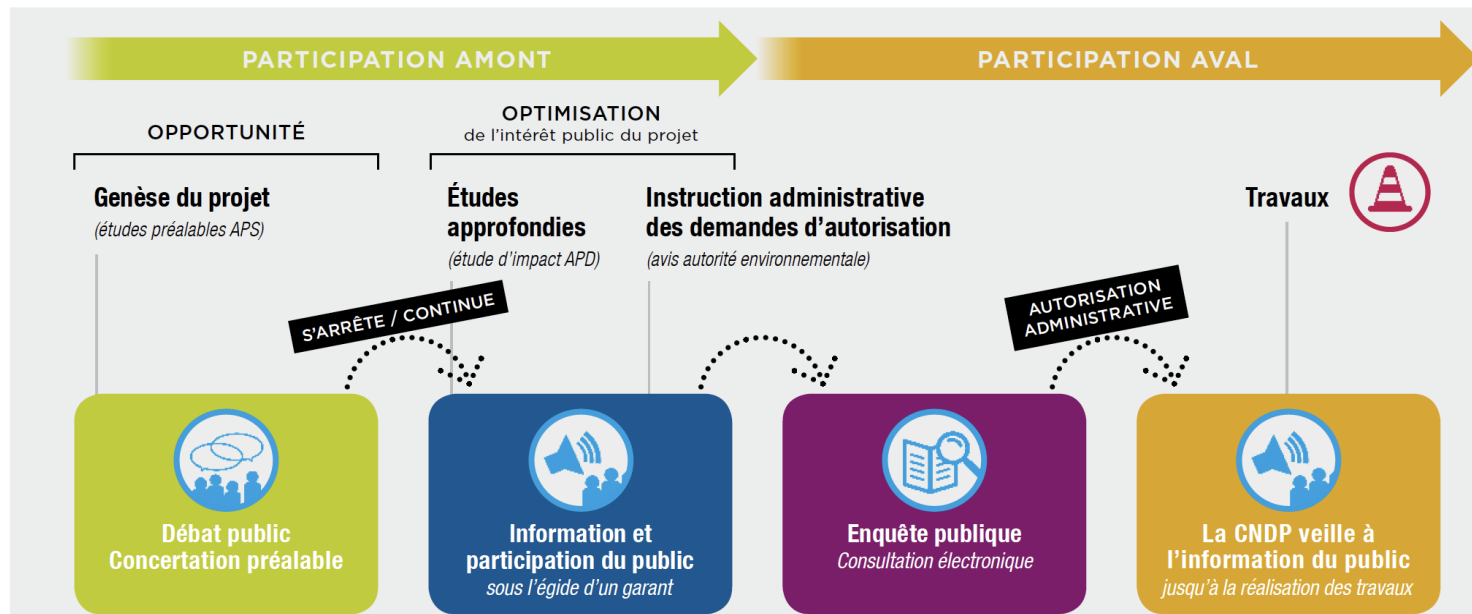 PARTICIPATION AMONT
PARTICIPATION AVAL
OPPORTUNITÉ
OPTIMISATION
de l’intérêt public du projet
Genèse du projet
(études préalables APS)
Études
approfondies
(étude d’impact APD)
Instruction administrative
des demandes d’autorisation
(avis autorité environnementale)
Travaux
S’ARRÊTE / CONTINUE
AUTORISATION
ADMINISTRATIVE
Débat public
Concertation préalable
Information et
participation du public
sous l’égide d’un garant
Enquête publique
Consultation électronique
La CNDP veille à
l’information du public
jusqu’à la réalisation des travaux